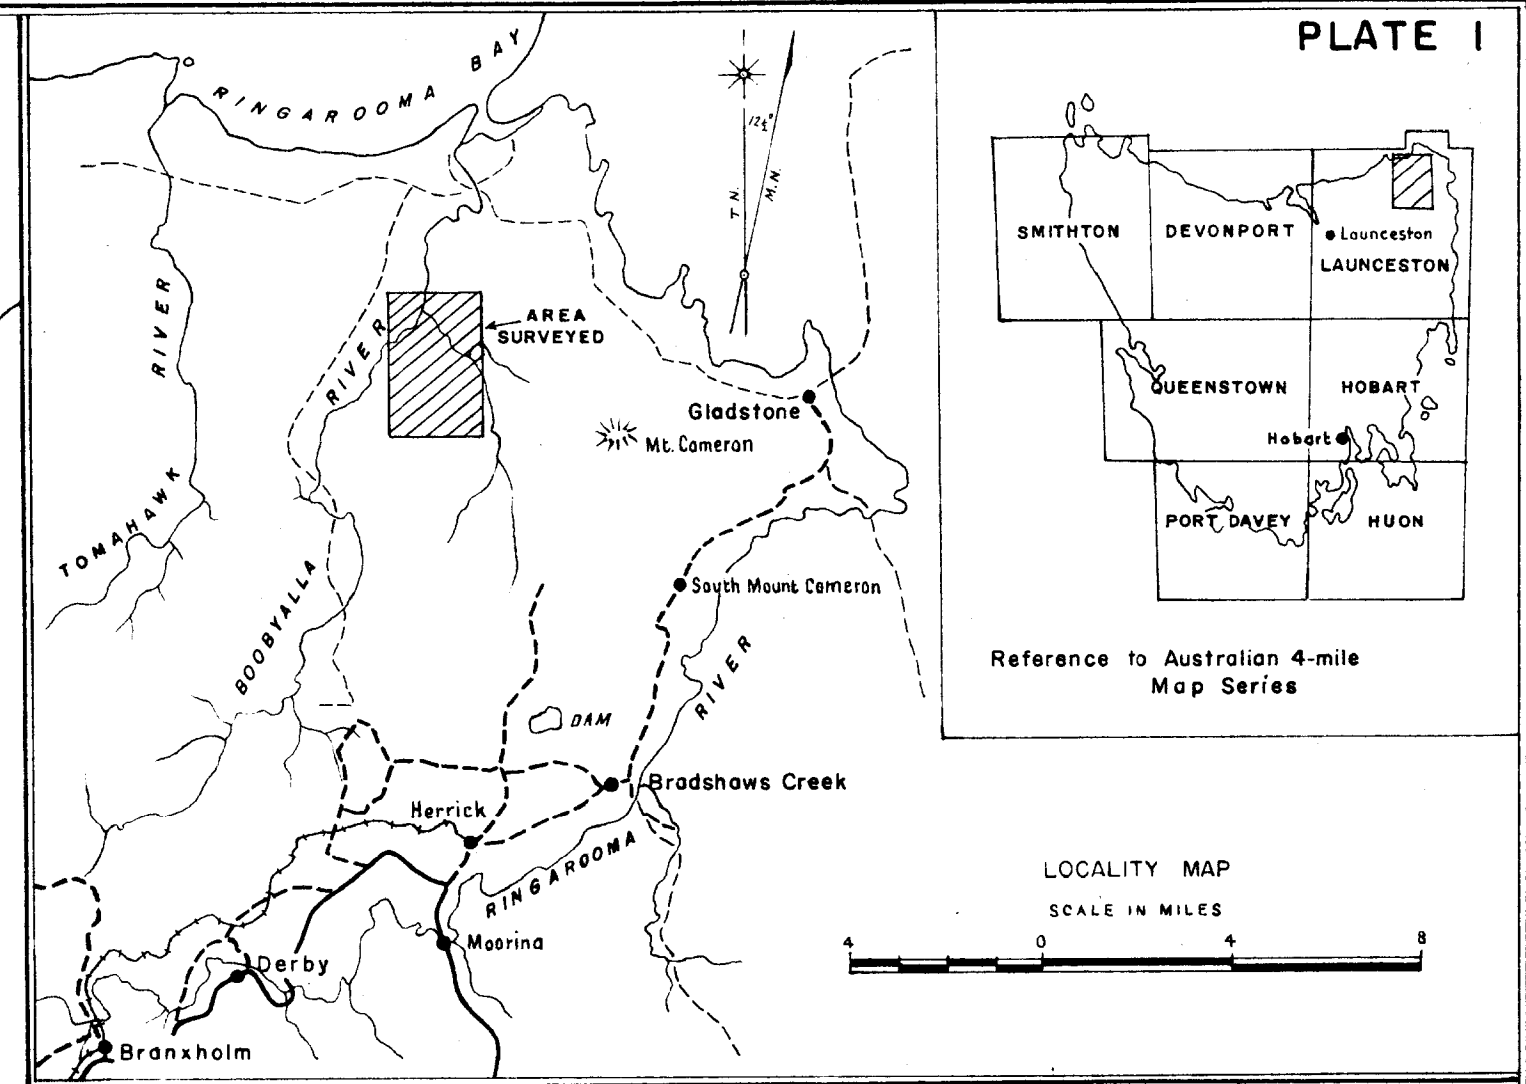 PLATE 1
RINGAROOMA BAY
12½°
T.N.
M.N.
SMITHTON
DEVONPORT
Launceston
LAUNCESTON
RIVER
RIVER
AREA
SURVEYED
QUEENSTOWN
HOBART
Gladstone
Mt. Cameron
Hobart
TOMAHAWK
PORT DAVEY
HUON
BOOBYALLA
South Mount Cameron
RIVER
Reference to Australian 4-mile
Map Series
DAM
Bradshaws Creek
Herrick
RINGAROOMA
LOCALITY MAP
SCALE IN MILES
4 0 4 8
Moorina
Derby
Branxholm